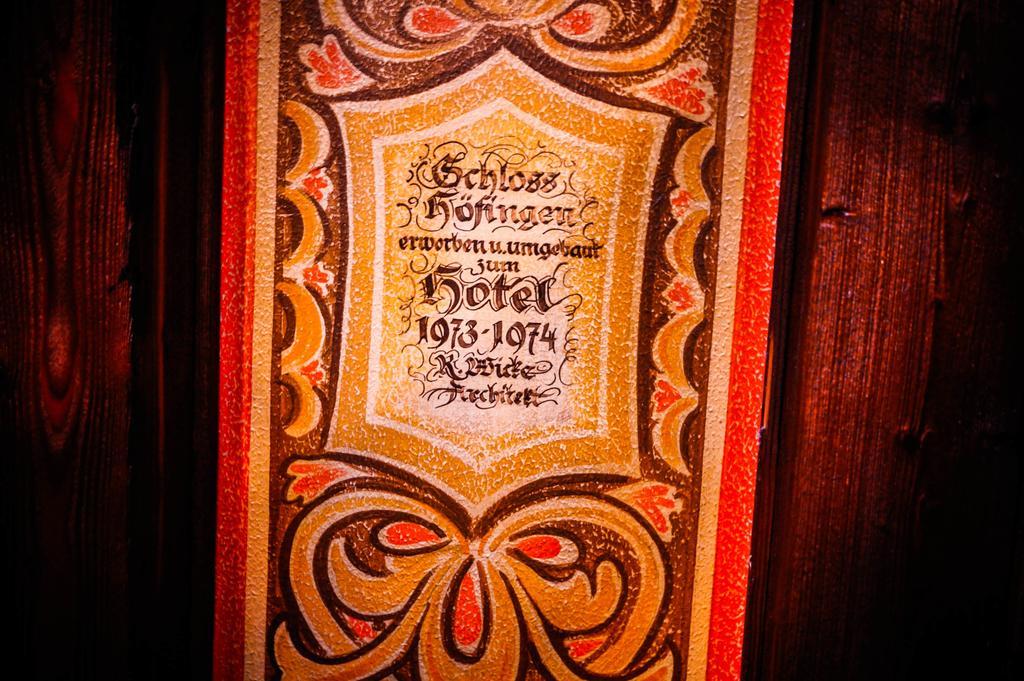 Schloss
Höfingen
erworben u. umgebaut
zum
Hotel
1973-1974
R. Wicke
Architekt